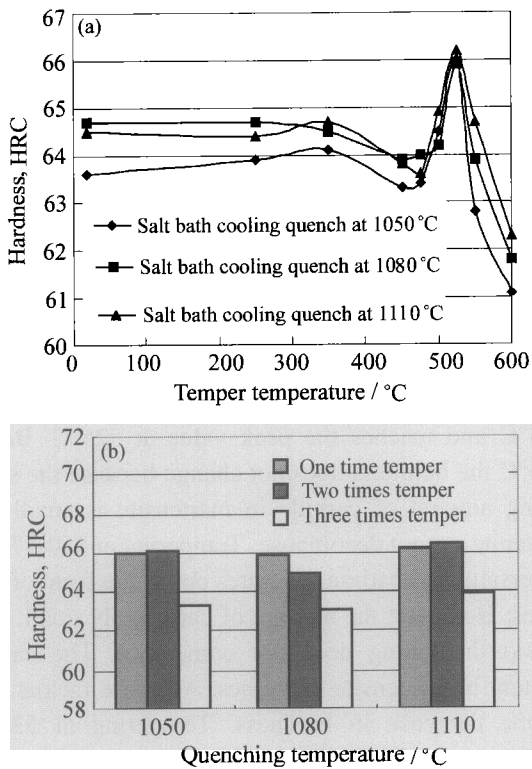 (a)
67
66
65
64
63
62
61
60
Hardness, HRC
Salt bath cooling quench at 1050 °C
Salt bath cooling quench at 1080 °C
Salt bath cooling quench at 1110 °C
0 100 200 300 400 500 600
Temper temperature / °C
(b)
72
70
68
66
64
62
60
58
Hardness, HRC
One time temper
Two times temper
Three times temper
1050 1080 1110
Quenching temperature / °C